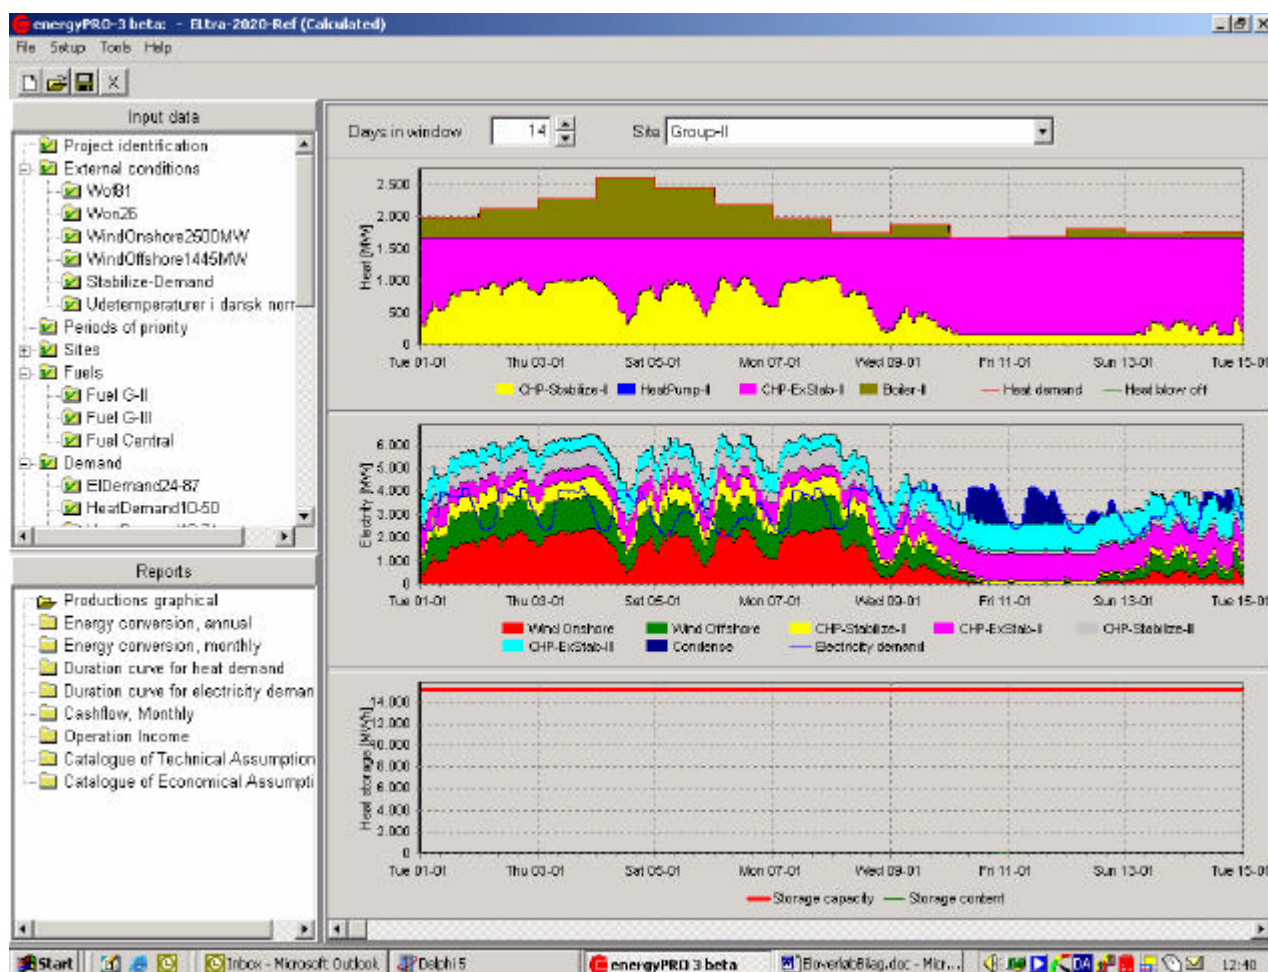 energyPRO-3 beta: - ELtra-2020-Ref (Calculated)
File Setup Tools Help
Input data
Project identification
External conditions
Wof81
Won26
WindOnshore2500MW
WindOffshore1445MW
Stabilize-Demand
Udetemperaturer i dansk norr
Periods of priority
Sites
Fuels
Fuel G-II
Fuel G-III
Fuel Central
Demand
ElDemand24-87
HeatDemand10-50
Reports
Productions graphical
Energy conversion, annual
Energy conversion, monthly
Duration curve for heat demand
Duration curve for electricity deman
Cashflow, Monthly
Operation Income
Catalogue of Technical Assumption
Catalogue of Economical Assumpti
Days in window 14 Site Group-II
Heat [MW]
2.500
2.000
1.500
1.000
500
0
Tue 01-01 Thu 03-01 Sat 05-01 Mon 07-01 Wed 09-01 Fri 11-01 Sun 13-01 Tue 15-01
CHP-Stabilize-II HeatPump-II CHP-ExStab-II Boiler-II Heat demand Heat blow off
Electricity [MW]
6.000
5.000
4.000
3.000
2.000
1.000
0
Tue 01-01 Thu 03-01 Sat 05-01 Mon 07-01 Wed 09-01 Fri 11-01 Sun 13-01 Tue 15-01
Wind Onshore Wind Offshore CHP-Stabilize-II CHP-ExStab-II CHP-Stabilize-III
CHP-ExStab-III Condense Electricity demand
Heat storage [MWh]
14.000
12.000
10.000
8.000
6.000
4.000
2.000
0
Tue 01-01 Thu 03-01 Sat 05-01 Mon 07-01 Wed 09-01 Fri 11-01 Sun 13-01 Tue 15-01
Storage capacity Storage content
Start Inbox - Microsoft Outlook Delphi 5 energyPRO 3 beta EloverløbBilag.doc - Micr... DA 12:40